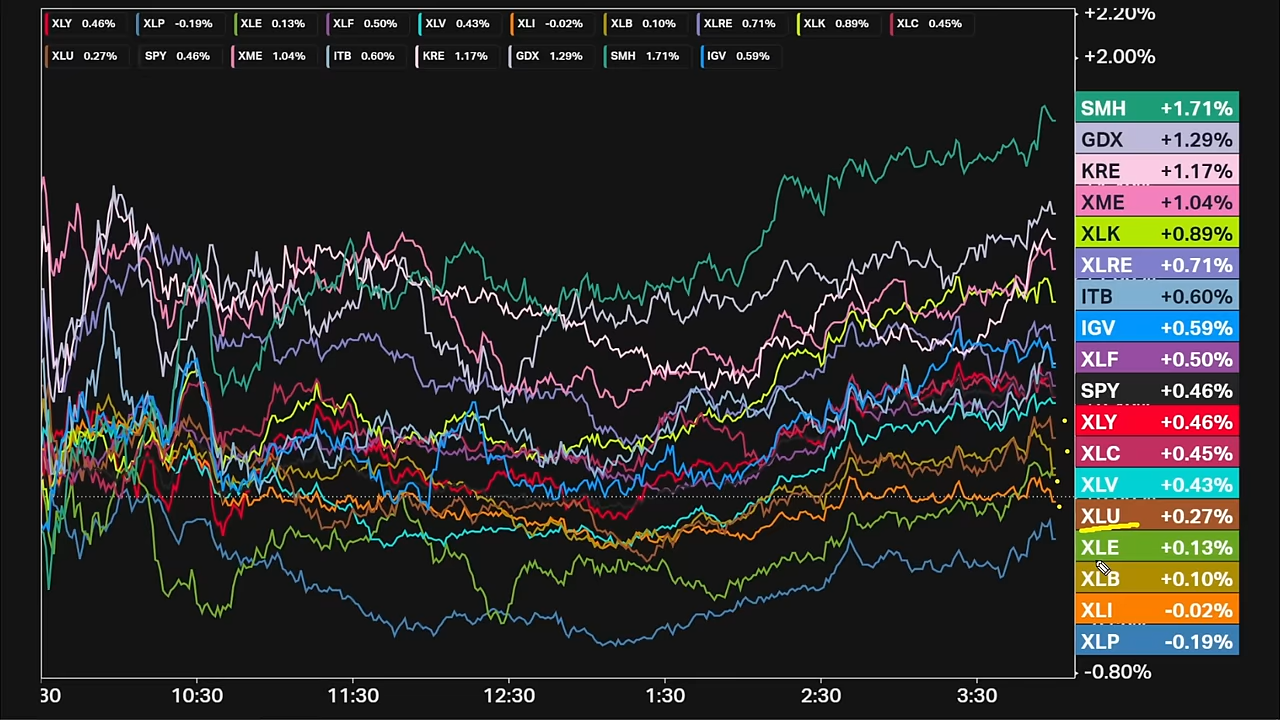 XLY 0.46% XLP -0.19% XLE 0.13% XLF 0.50% XLV 0.43% XLI -0.02% XLB 0.10% XLRE 0.71% XLK 0.89% XLC 0.45%
XLU 0.27% SPY 0.46% XME 1.04% ITB 0.60% KRE 1.17% GDX 1.29% SMH 1.71% IGV 0.59%
+2.20%
+2.00%
SMH +1.71%
GDX +1.29%
KRE +1.17%
XME +1.04%
XLK +0.89%
XLRE +0.71%
ITB +0.60%
IGV +0.59%
XLF +0.50%
SPY +0.46%
XLY +0.46%
XLC +0.45%
XLV +0.43%
XLU +0.27%
XLE +0.13%
XLB +0.10%
XLI -0.02%
XLP -0.19%
-0.80%
:30 10:30 11:30 12:30 1:30 2:30 3:30